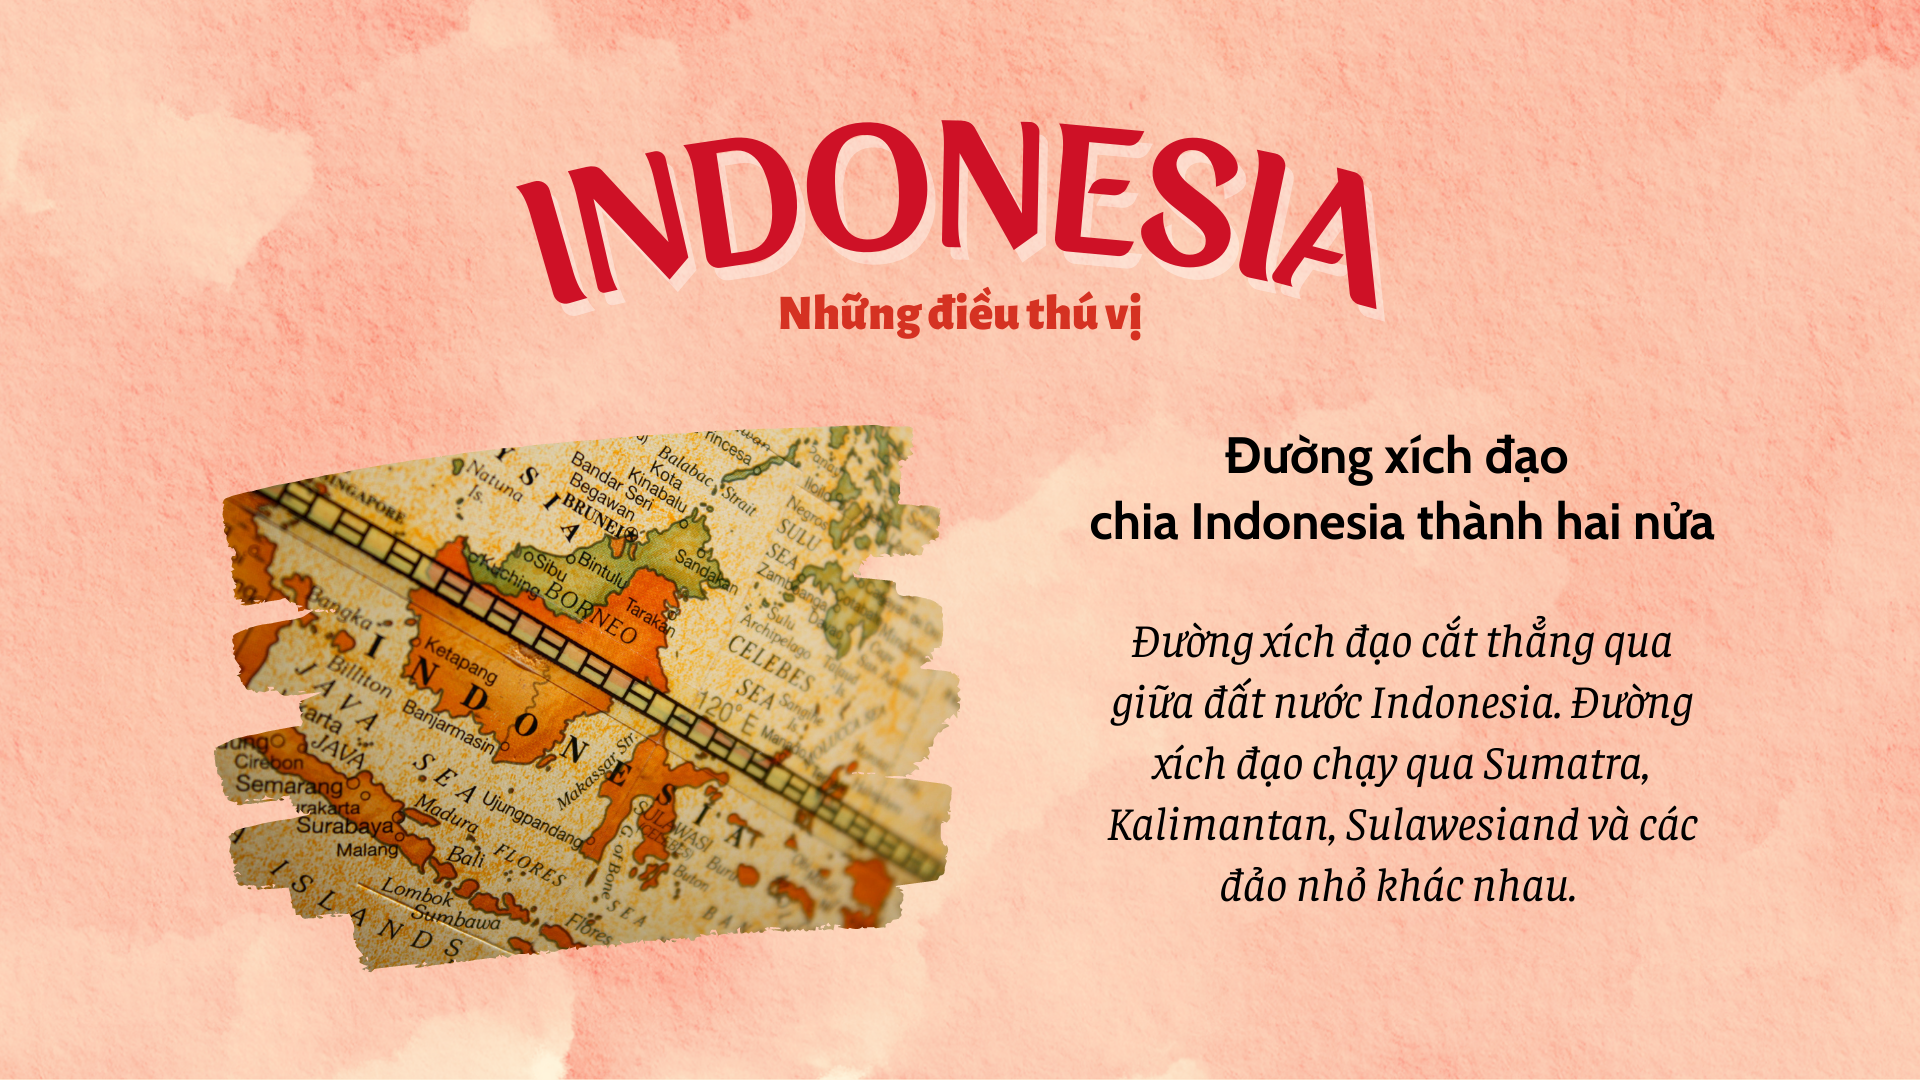 INDONESIA
Những điều thú vị
Đường xích đạo
chia Indonesia thành hai nửa
Đường xích đạo cắt thẳng qua
giữa đất nước Indonesia. Đường
xích đạo chạy qua Sumatra,
Kalimantan, Sulawesiand và các
đảo nhỏ khác nhau.
Balabac Strait
Natuna
Is.
Bandar Seri
Begawan
BRUNEI
Kota
Kinabalu
SINGAPORE
Sandakan
SULU
SEA
Negros
Kuching
Sibu
Bintulu
BORNEO
Tarakan
Sulu
Archipelago
CELEBES
SEA
120° E
Bangka
Billiton
Ketapang
INDONESIA
Banjarmasin
Makassar Str.
JAVA
SEA
JAVA
Cirebon
Semarang
Surabaya
Malang
Madura
Ujungpandang
Bali
FLORES
SEA
G. of Bone
Buton
Lombok
Sumbawa
Flores
ISLANDS